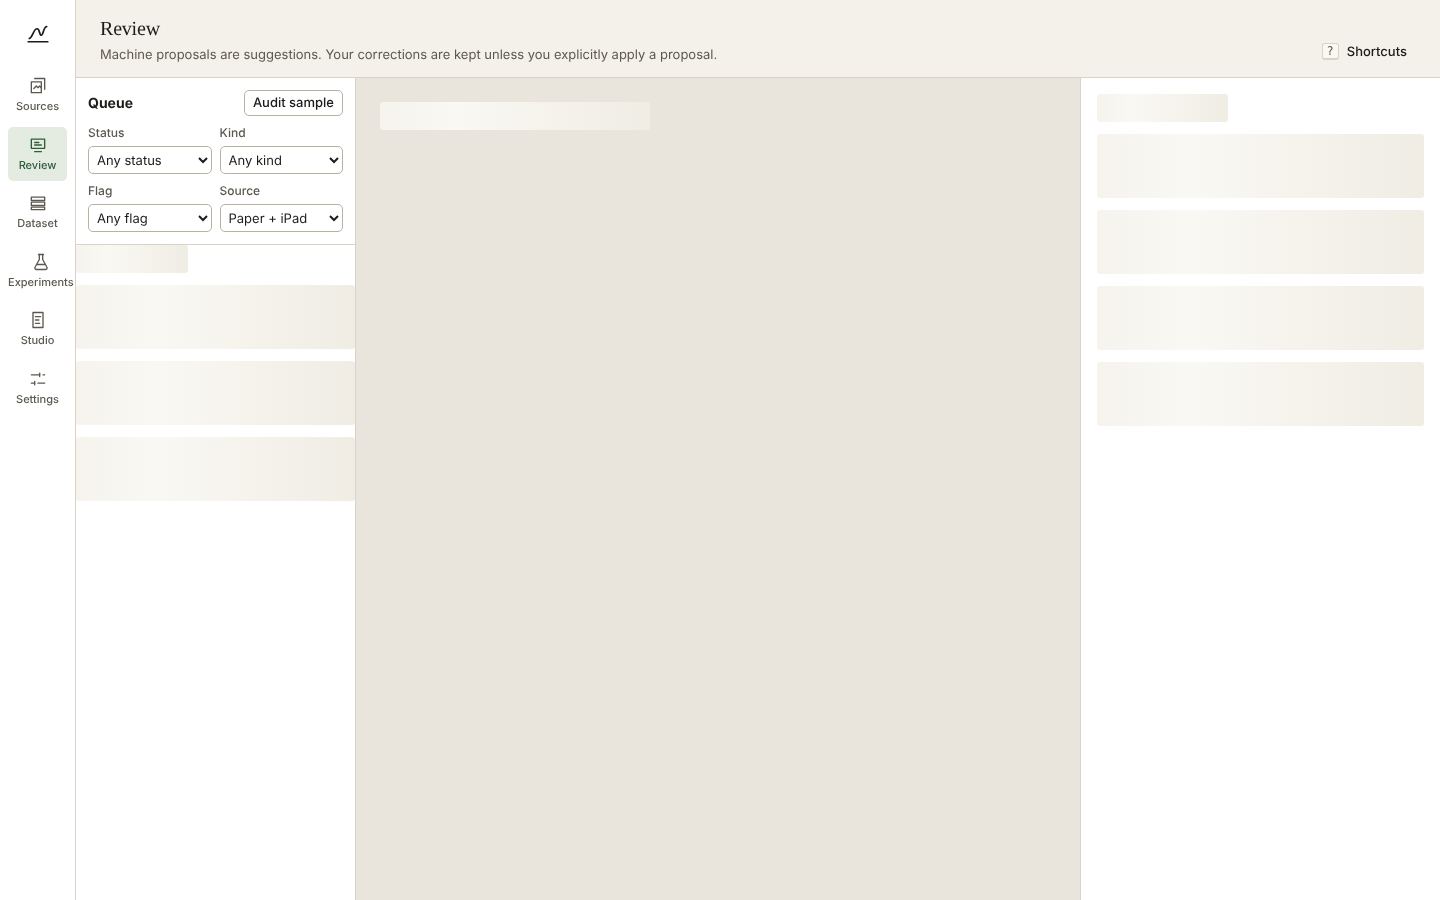 Review
Machine proposals are suggestions. Your corrections are kept unless you explicitly apply a proposal.
? Shortcuts
Sources
Review
Dataset
Experiments
Studio
Settings
Queue
Audit sample
Status Kind
Any status Any kind
Flag Source
Any flag Paper + iPad